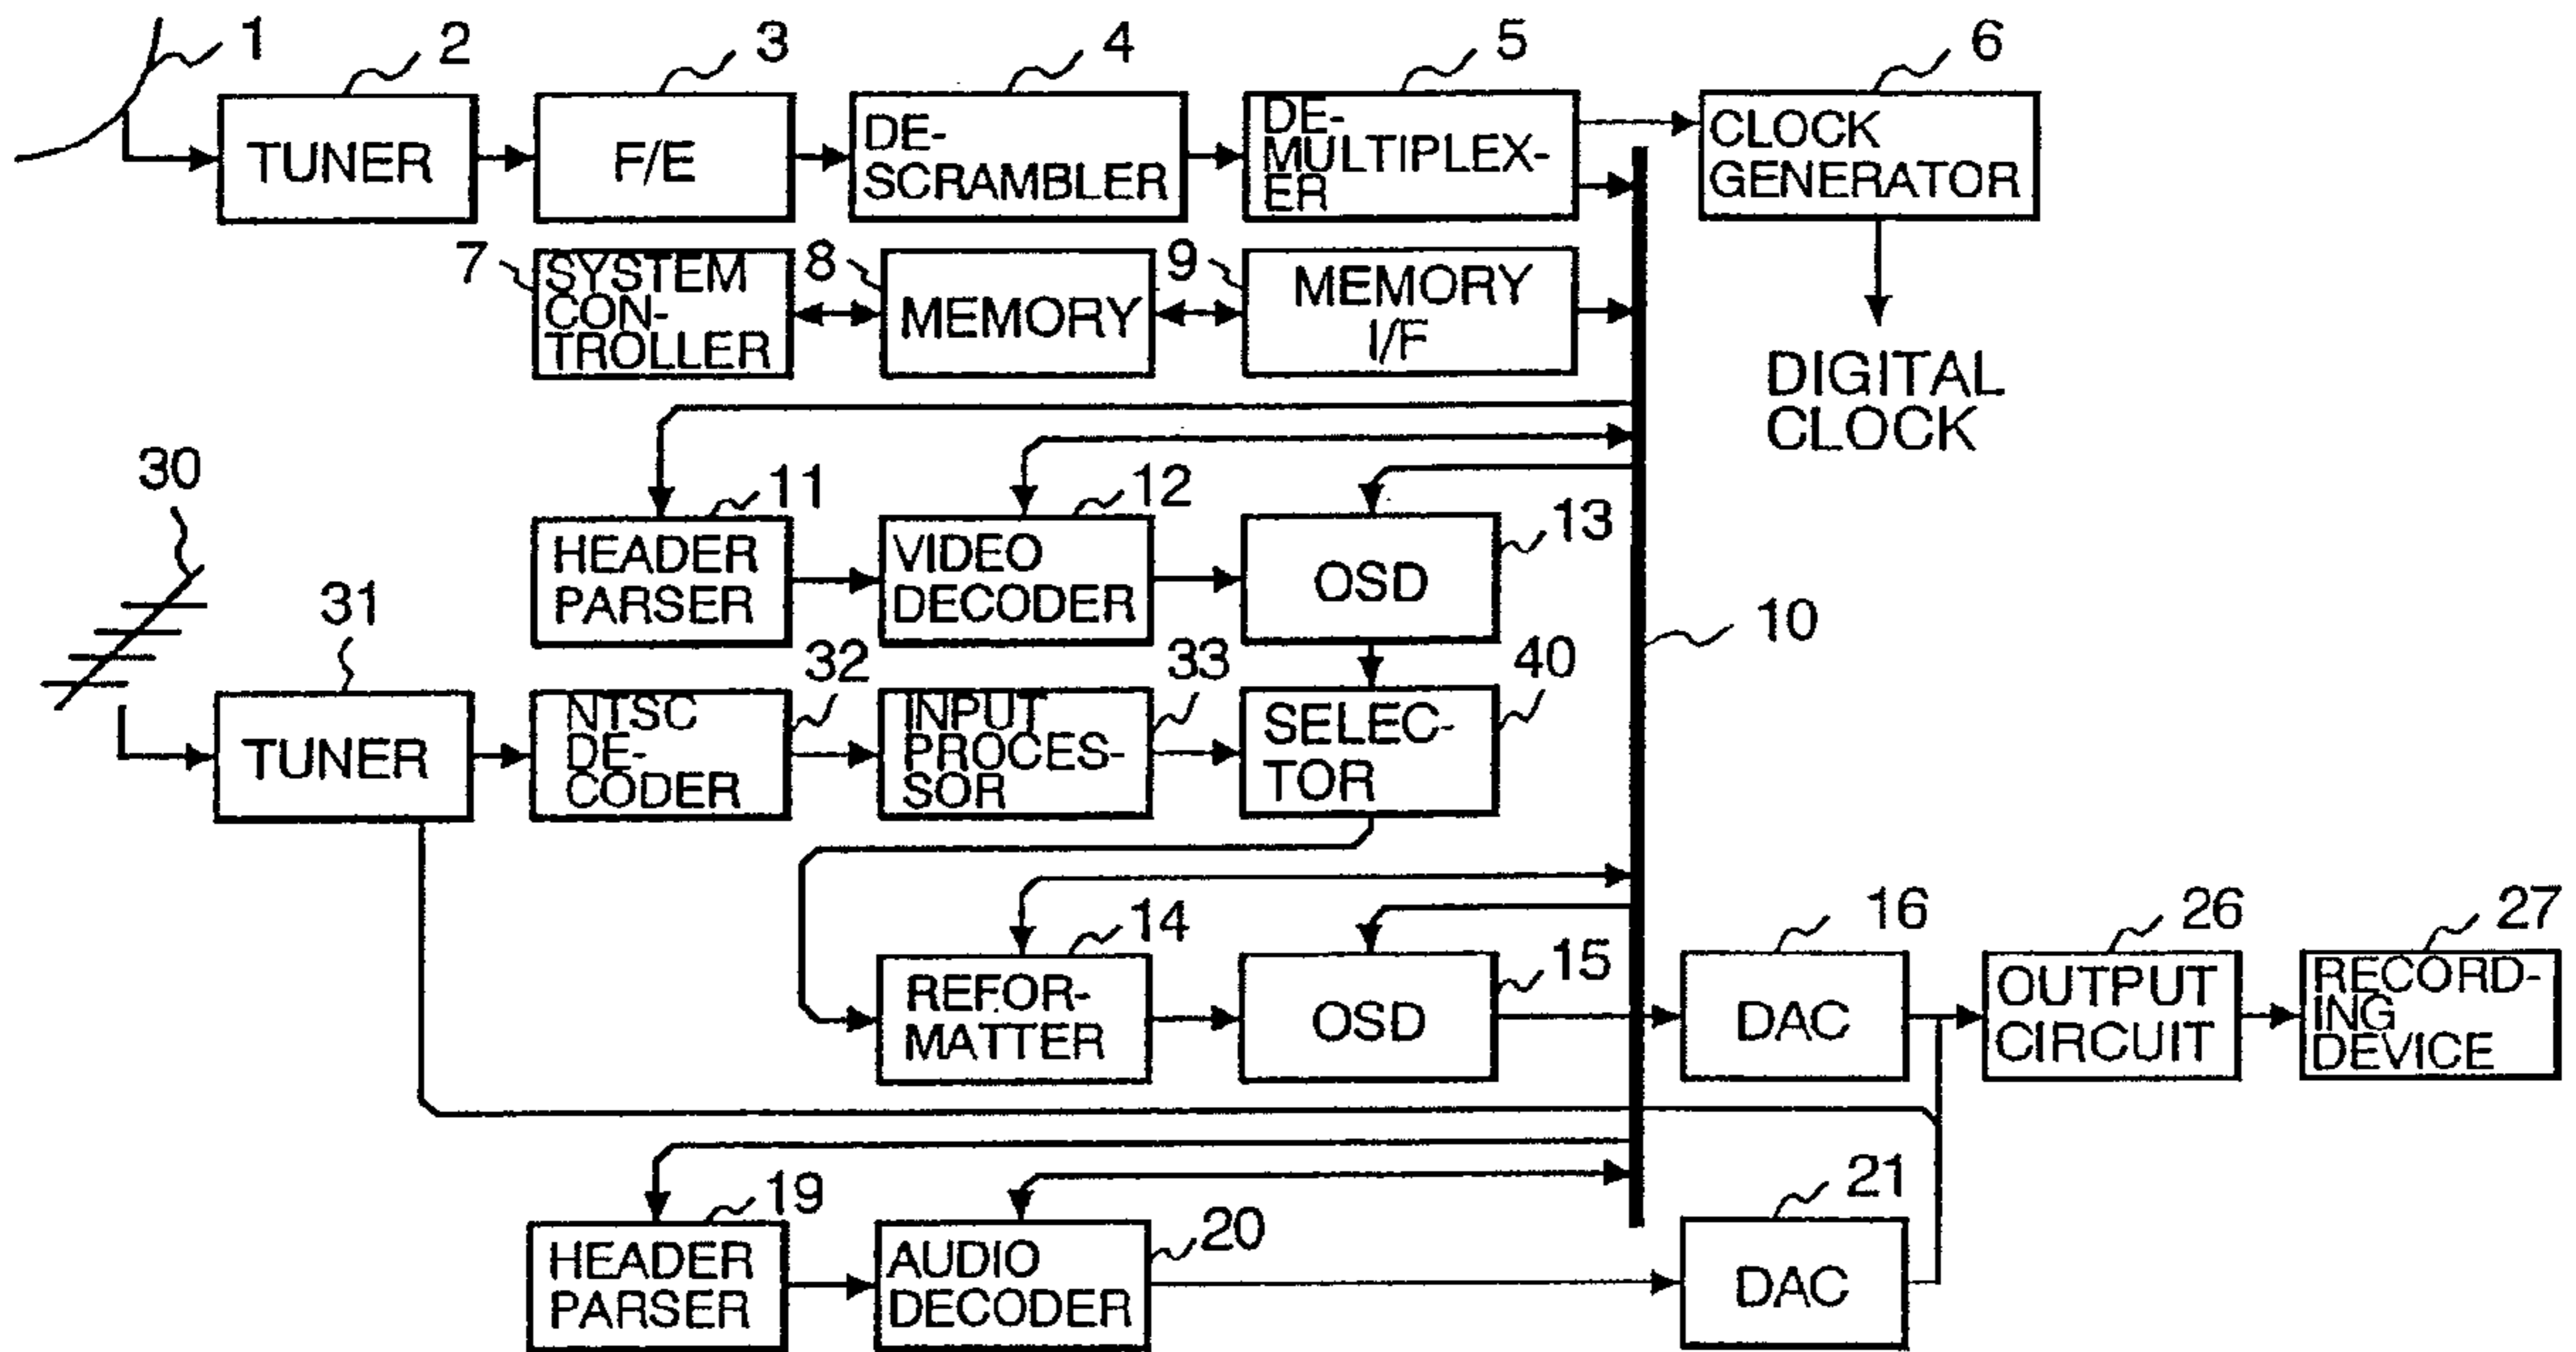 1
2
3
4
5
6
TUNER
F/E
DE-
SCRAMBLER
DE-
MULTIPLEX-
ER
CLOCK
GENERATOR
7
SYSTEM
CON-
TROLLER
8
MEMORY
9
MEMORY
I/F
DIGITAL
CLOCK
30
11
12
13
HEADER
PARSER
VIDEO
DECODER
OSD
10
31
32
33
40
TUNER
NTSC
DE-
CODER
INPUT
PROCES-
SOR
SELEC-
TOR
14
15
16
26
27
REFOR-
MATTER
OSD
DAC
OUTPUT
CIRCUIT
RECORD-
ING
DEVICE
19
20
21
HEADER
PARSER
AUDIO
DECODER
DAC